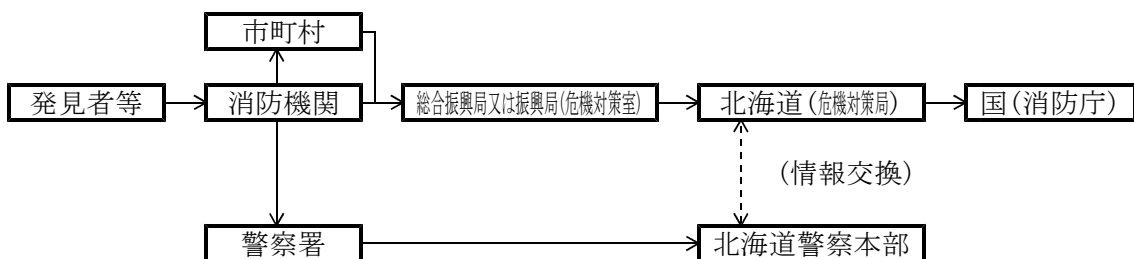 市町村
発見者等
消防機関
総合振興局又は振興局(危機対策室)
北海道(危機対策局)
国(消防庁)
(情報交換)
警察署
北海道警察本部